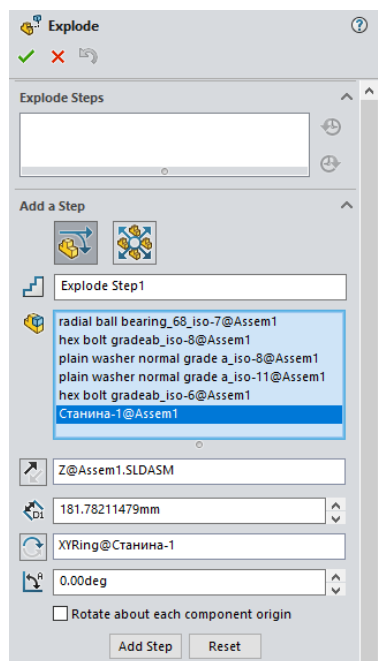 Explode
Explode Steps
Add a Step
Explode Step1
radial ball bearing_68_iso-7@Assem1
hex bolt gradeab_iso-8@Assem1
plain washer normal grade a_iso-8@Assem1
plain washer normal grade a_iso-11@Assem1
hex bolt gradeab_iso-6@Assem1
Станина-1@Assem1
Z@Assem1.SLDASM
D1
181.78211479mm
XYRing@Станина-1
A
0.00deg
Rotate about each component origin
Add Step Reset